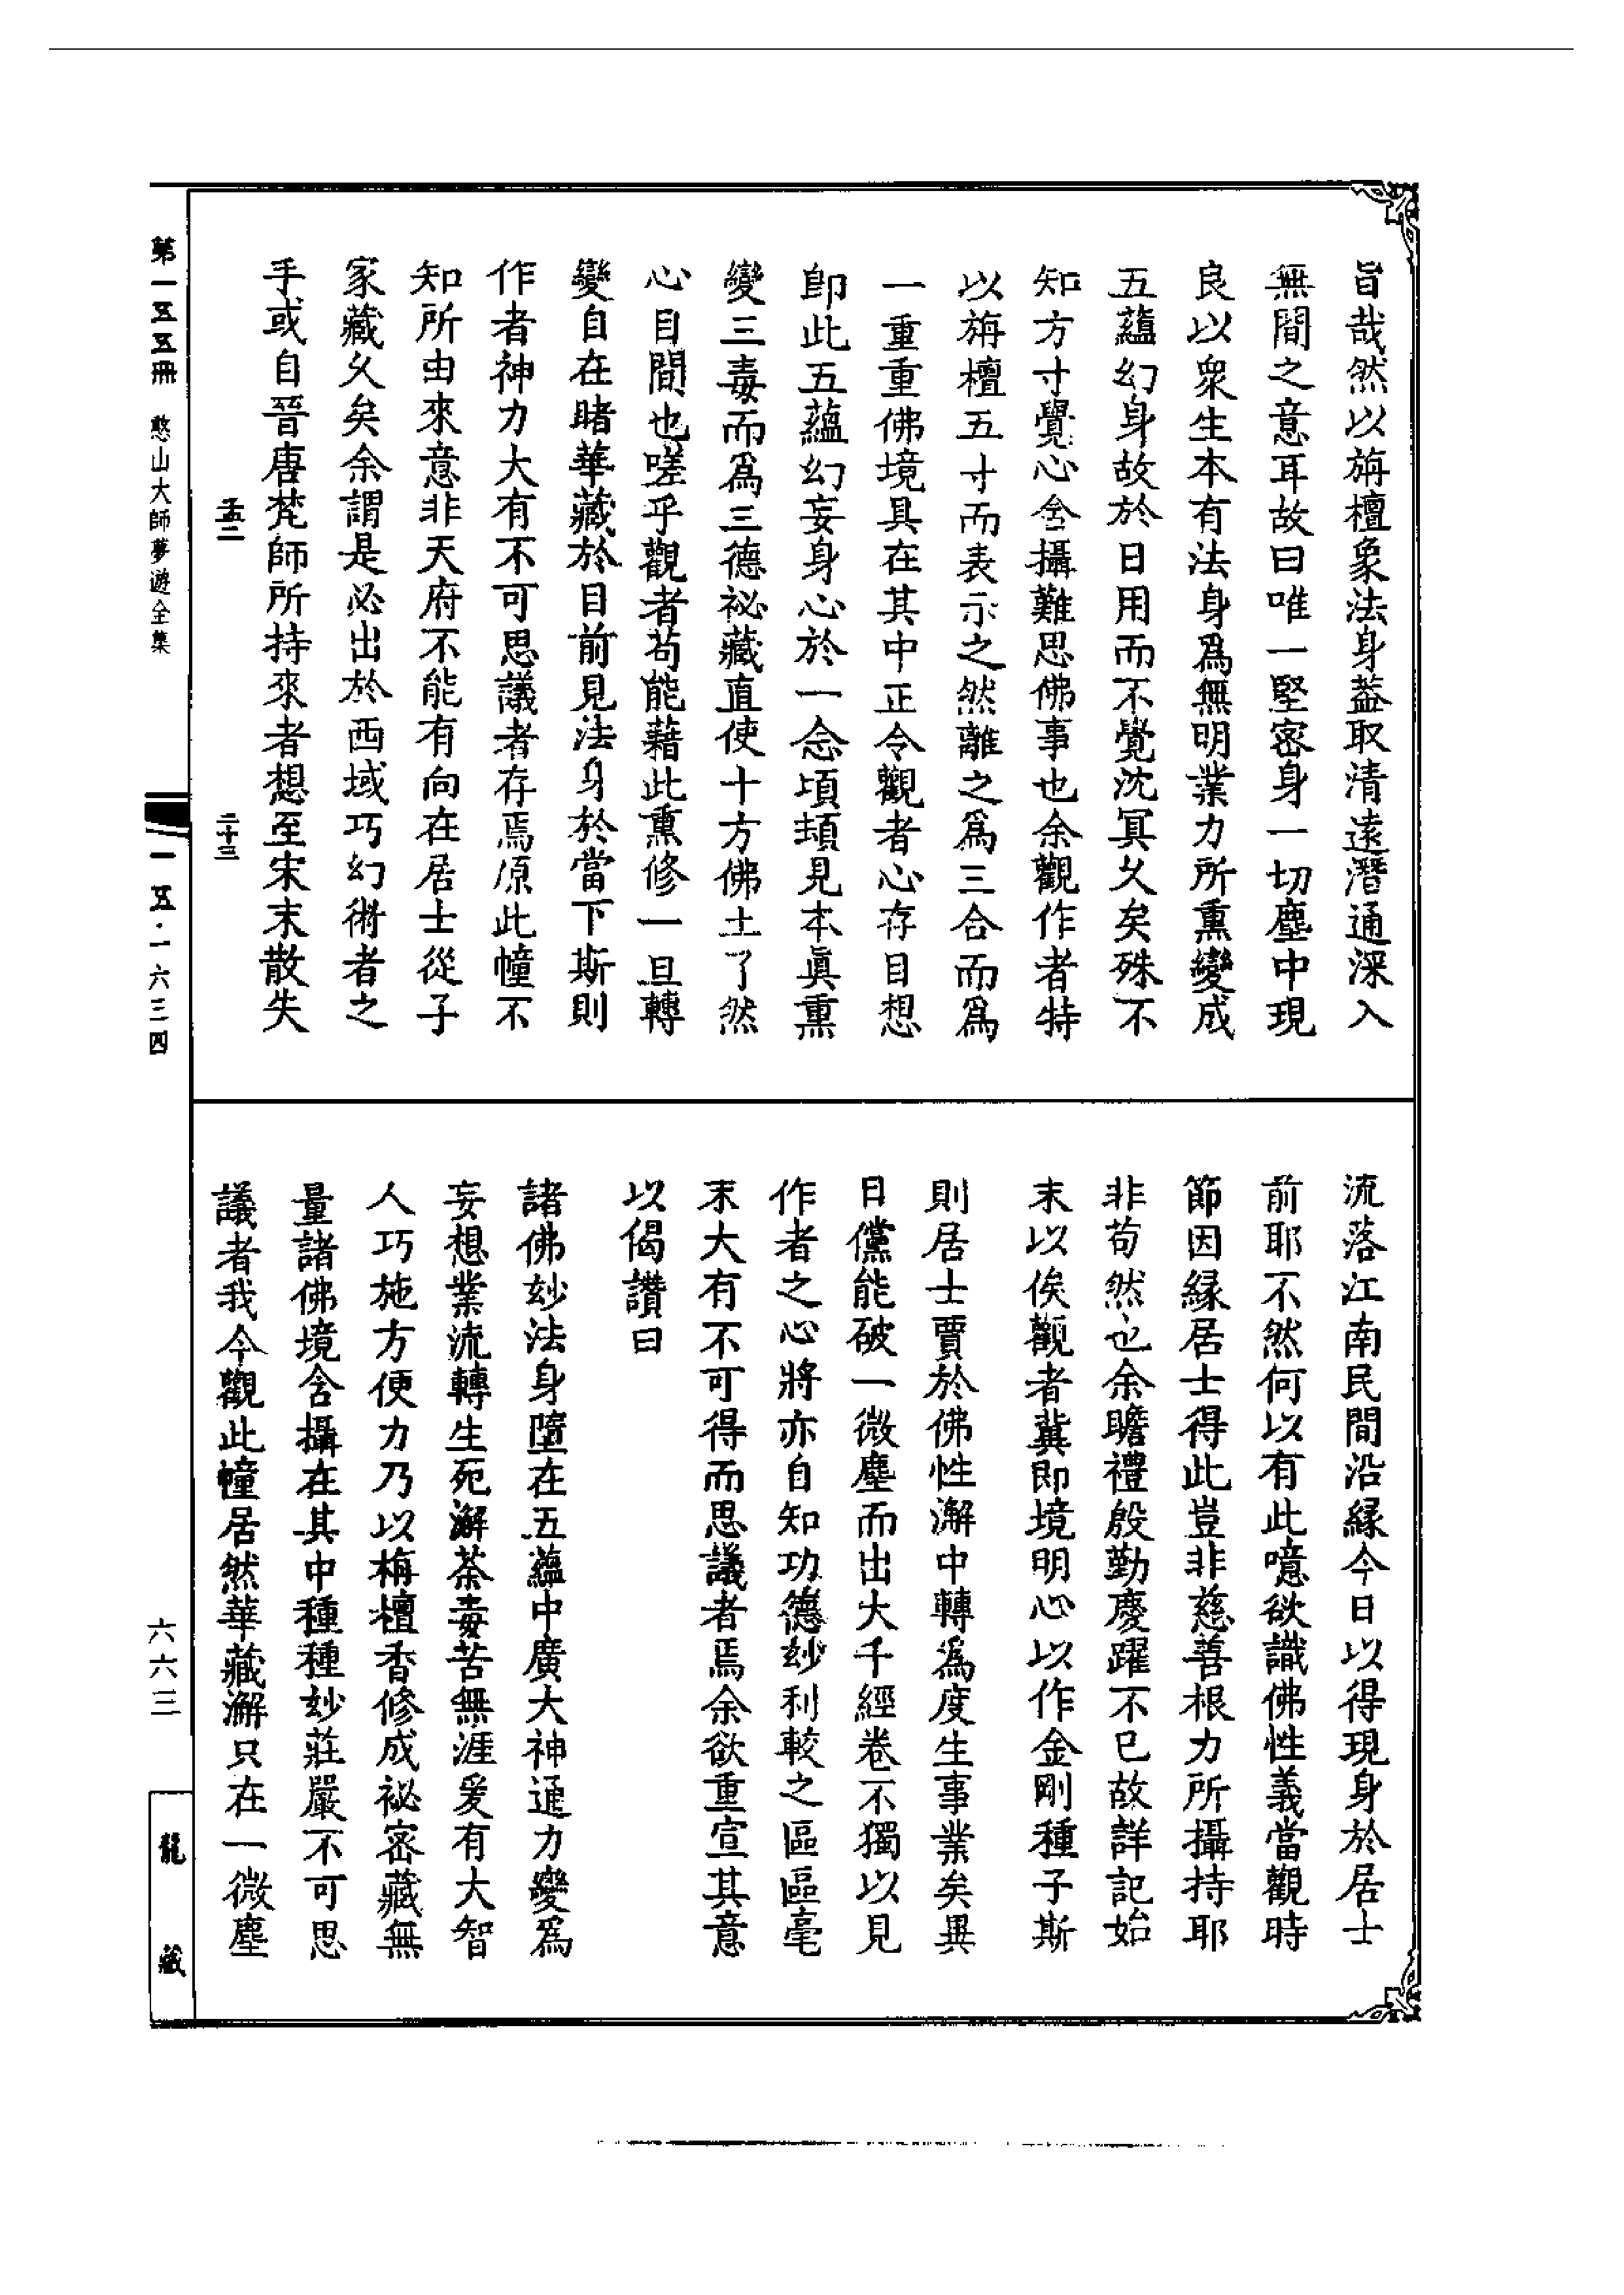 旨哉然以旃檀象法身葢取清遠潛通深入
無間之意耳故曰唯一堅密身一切塵中現
良以衆生本有法身爲無明業力所熏變成
五蘊幻身故於日用而不覺沈冥久矣殊不
知方寸覺心含攝難思佛事也余觀作者特
以旃檀五寸而表示之然離之爲三合而爲
一重重佛境具在其中正令觀者心存目想
卽此五蘊幻妄身心於一念頃頓見本眞熏
變三毒而爲三德祕藏直使十方佛土了然
心目間也嗟乎觀者苟能藉此熏修一旦轉
變自在睹華藏於目前見法身於當下斯則
作者神力大有不可思議者存焉原此幢不
知所由來意非天府不能有向在居士從子
家藏久矣余謂是必出於西域巧幻術者之
手或自晉唐梵師所持來者想至宋末散失
流落江南民間沿緣今日以得現身於居士
前耶不然何以有此噫欲識佛性義當觀時
節因緣居士得此豈非慈善根力所攝持耶
非苟然也余瞻禮殷勤慶躍不已故詳記始
末以俟觀者冀即境明心以作金剛種子斯
則居士賈於佛性澥中轉爲度生事業矣異
日儻能破一微塵而出大千經卷不獨以見
作者之心將亦自知功德妙利較之區區毫
末大有不可得而思議者焉余欲重宣其意
以偈讚曰
諸佛妙法身墮在五蘊中廣大神通力變爲
妄想業流轉生死澥荼毒苦無涯爰有大智
人巧施方便力乃以栴檀香修成祕密藏無
量諸佛境含攝在其中種種妙莊嚴不可思
議者我今觀此幢居然華藏澥只在一微塵
第一五五冊 憨山大師夢遊全集
二十三
一五·一六三四
六六三
龍藏